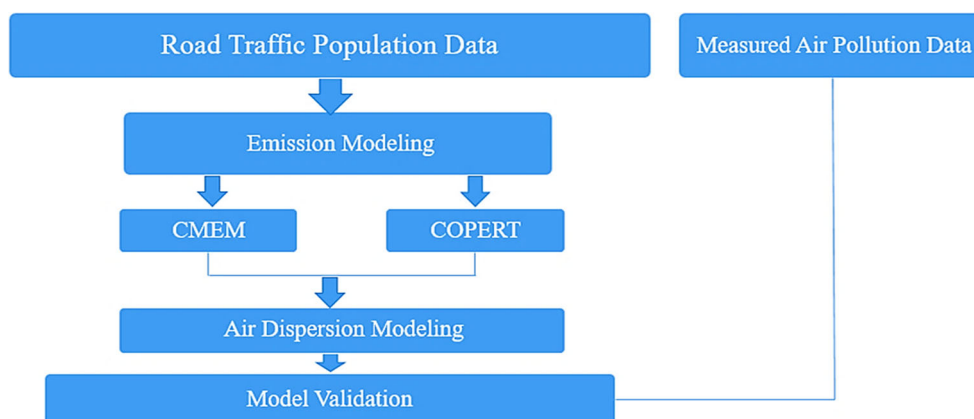 Road Traffic Population Data
Measured Air Pollution Data
Emission Modeling
CMEM
COPERT
Air Dispersion Modeling
Model Validation